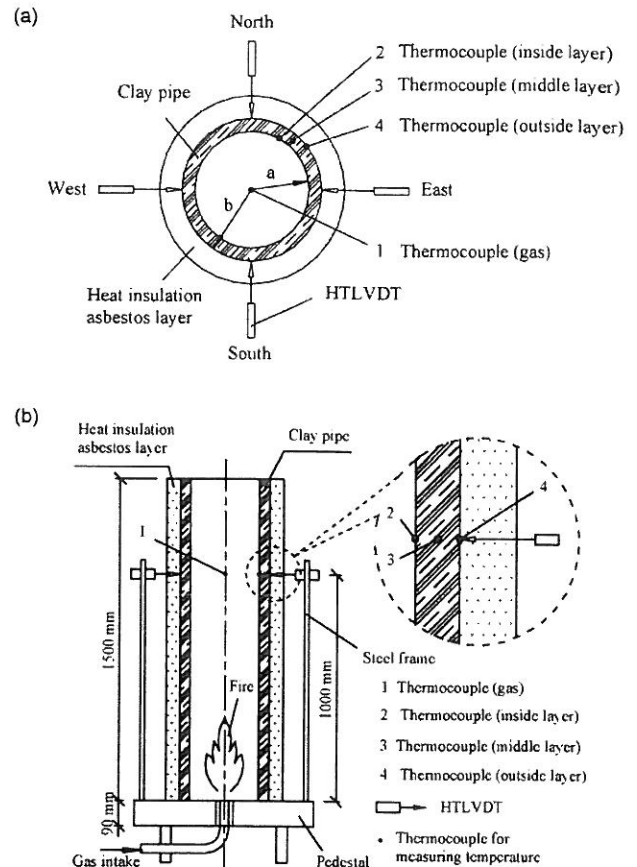 (a)
North
2 Thermocouple (inside layer)
3 Thermocouple (middle layer)
4 Thermocouple (outside layer)
Clay pipe
a
b
West
East
1 Thermocouple (gas)
Heat insulation
asbestos layer
HTLVDT
South
(b)
Heat insulation
asbestos layer
Clay pipe
2
4
1
3
1
1500 mm
Steel frame
Fire
1000 mm
1 Thermocouple (gas)
2 Thermocouple (inside layer)
3 Thermocouple (middle layer)
4 Thermocouple (outside layer)
HTLVDT
90 mm
Gas intake
Pedestal
Thermocouple for
measuring temperature